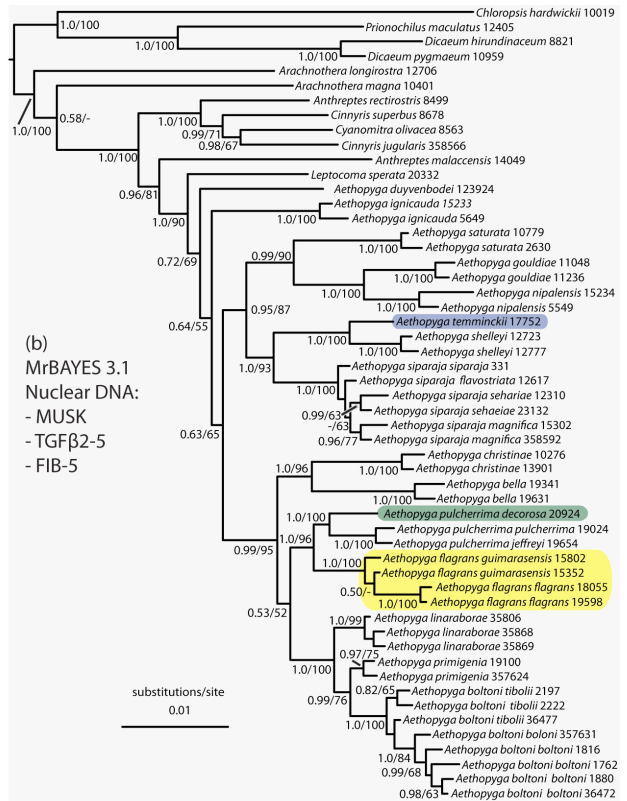 Chloropsis hardwickii 10019
Prionochilus maculatus 12405
1.0/100
Dicaeum hirundinaceum 8821
1.0/100
Dicaeum pygmaeum 10959
Arachnothera longirostra 12706
Arachnothera magna 10401
1.0/100
0.58/-
Anthreptes rectirostris 8499
Cinnyris superbus 8678
0.99/71
Cyanomitra olivacea 8563
0.98/67
Cinnyris jugularis 358566
1.0/100
Anthreptes malaccensis 14049
0.96/81
Leptocoma sperata 20332
Aethopyga duyvenbodei 123924
1.0/90
Aethopyga ignicauda 15233
1.0/100
Aethopyga ignicauda 5649
Aethopyga saturata 10779
1.0/100
Aethopyga saturata 2630
0.99/90
0.72/69
Aethopyga gouldiae 11048
1.0/100
Aethopyga gouldiae 11236
1.0/100
Aethopyga nipalensis 15234
1.0/100
Aethopyga nipalensis 5549
0.95/87
0.64/55
Aethopyga temminckii 17752
Aethopyga shelleyi 12723
1.0/100
1.0/100
Aethopyga shelleyi 12777
1.0/93
Aethopyga siparaja siparaja 331
Aethopyga siparaja flavostriata 12617
1.0/100
Aethopyga siparaja sehariae 12310
0.99/63
Aethopyga siparaja sehaeiae 23132
-/63
Aethopyga siparaja magnifica 15302
0.96/77
Aethopyga siparaja magnifica 358592
(b)
MrBAYES 3.1
Nuclear DNA:
- MUSK
- TGFβ2-5
- FIB-5
0.63/65
Aethopyga christinae 10276
1.0/96
1.0/100
Aethopyga christinae 13901
Aethopyga bella 19341
1.0/100
Aethopyga bella 19631
Aethopyga pulcherrima decorosa 20924
1.0/100
Aethopyga pulcherrima pulcherrima 19024
1.0/96
1.0/100
Aethopyga pulcherrima jeffreyi 19654
0.99/95
Aethopyga flagrans guimarasensis 15802
1.0/100
Aethopyga flagrans guimarasensis 15352
0.50/-
Aethopyga flagrans flagrans 18055
1.0/100
Aethopyga flagrans flagrans 19598
0.53/52
Aethopyga linaraborae 35806
1.0/99
Aethopyga linaraborae 35868
Aethopyga linaraborae 35869
0.97/75
1.0/100
Aethopyga primigenia 19100
Aethopyga primigenia 357624
0.99/76
0.82/65
Aethopyga boltoni tibolii 2197
Aethopyga boltoni tibolii 2222
1.0/100
Aethopyga boltoni tibolii 36477
Aethopyga boltoni boloni 357631
1.0/84
Aethopyga boltoni boltoni 1816
0.99/68
Aethopyga boltoni boltoni 1762
Aethopyga boltoni boltoni 1880
0.98/63
Aethopyga boltoni boltoni 36472
substitutions/site
0.01